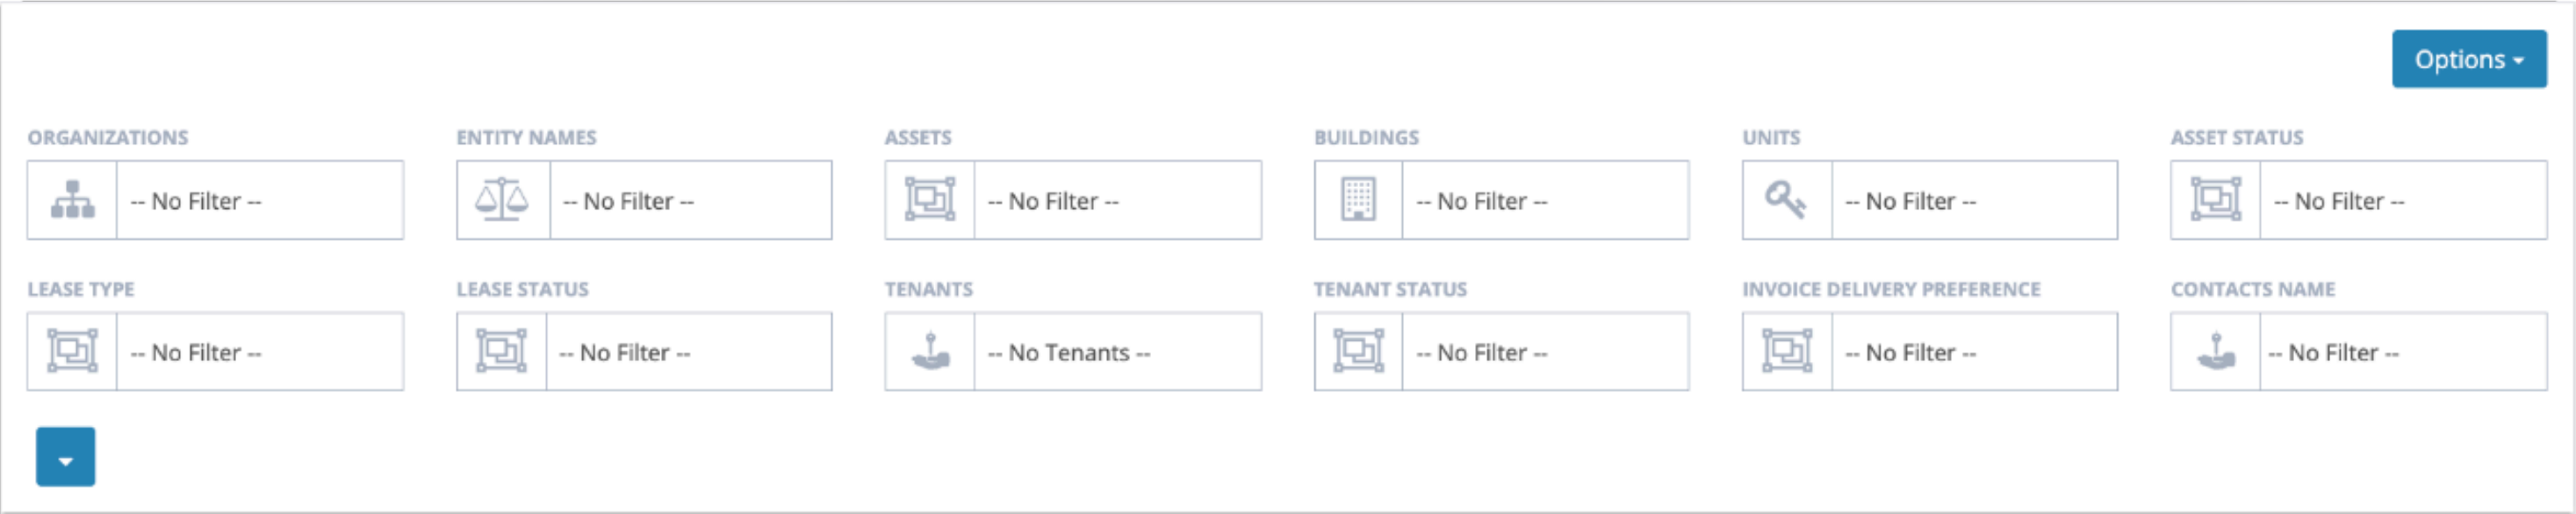 Options
ORGANIZATIONS ENTITY NAMES ASSETS BUILDINGS UNITS ASSET STATUS
-- No Filter -- -- No Filter -- -- No Filter -- -- No Filter -- -- No Filter -- -- No Filter --
LEASE TYPE LEASE STATUS TENANTS TENANT STATUS INVOICE DELIVERY PREFERENCE CONTACTS NAME
-- No Filter -- -- No Filter -- -- No Tenants -- -- No Filter -- -- No Filter -- -- No Filter --